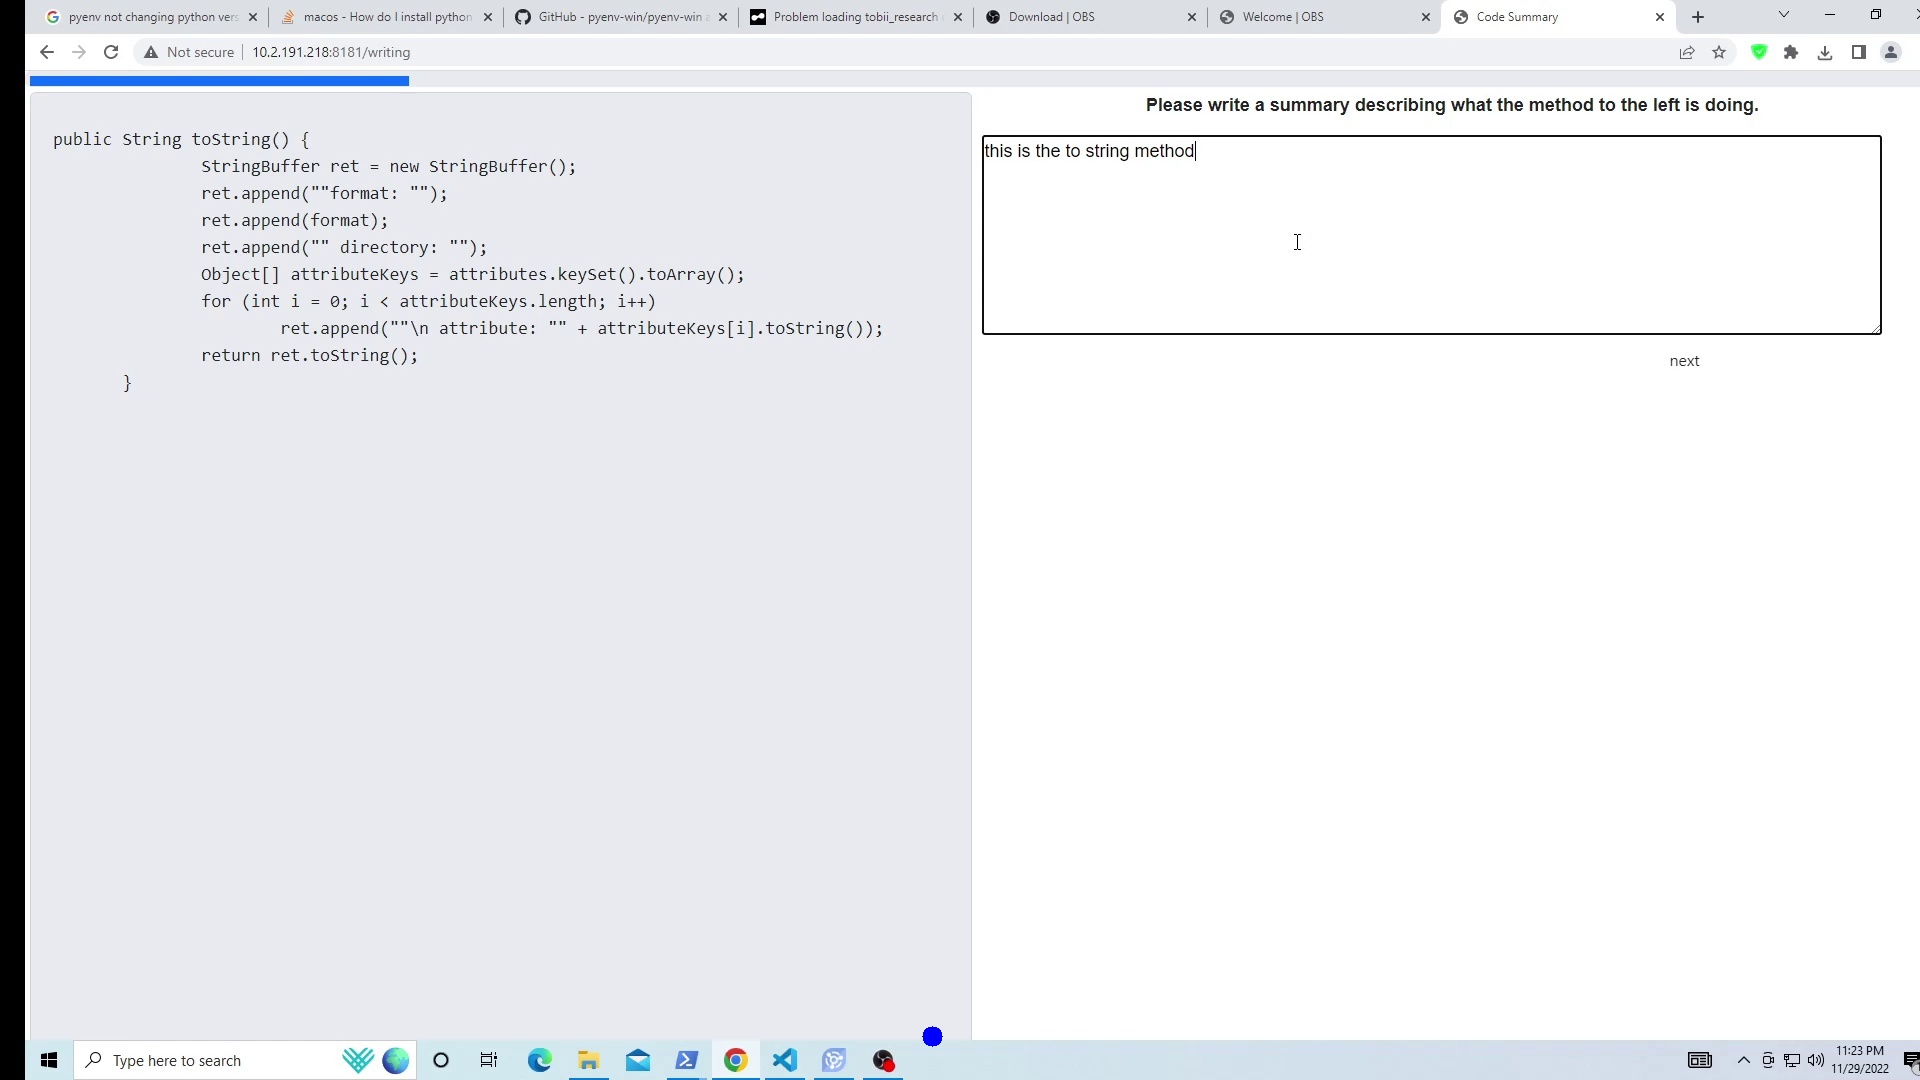 pyenv not changing python vers
macos - How do I install python
GitHub - pyenv-win/pyenv-win a
Problem loading tobii_research
Download | OBS
Welcome | OBS
Code Summary
Not secure
10.2.191.218:8181/writing
public String toString() {
StringBuffer ret = new StringBuffer();
ret.append(""format: "");
ret.append(format);
ret.append("" directory: "");
Object[] attributeKeys = attributes.keySet().toArray();
for (int i = 0; i < attributeKeys.length; i++)
ret.append(""\n attribute: "" + attributeKeys[i].toString());
return ret.toString();
}
Please write a summary describing what the method to the left is doing.
this is the to string method
next
Type here to search
11:23 PM
11/29/2022